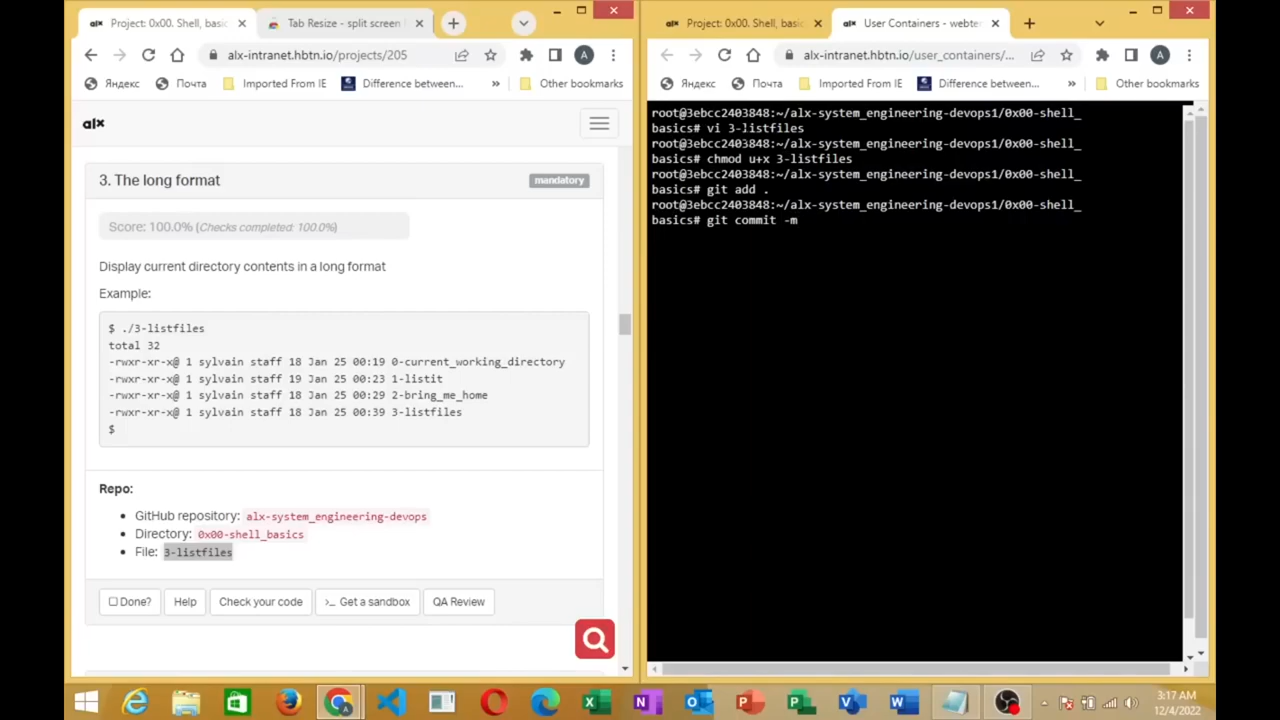 Project: 0x00. Shell, basic
Tab Resize - split screen
alx-intranet.hbtn.io/projects/205
Яндекс
Почта
Imported From IE
Difference between...
»
Other bookmarks
alx
3. The long format
mandatory
Score: 100.0% (Checks completed: 100.0%)
Display current directory contents in a long format
Example:
$ ./3-listfiles
total 32
-rwxr-xr-x@ 1 sylvain staff 18 Jan 25 00:19 0-current_working_directory
-rwxr-xr-x@ 1 sylvain staff 19 Jan 25 00:23 1-listit
-rwxr-xr-x@ 1 sylvain staff 18 Jan 25 00:29 2-bring_me_home
-rwxr-xr-x@ 1 sylvain staff 18 Jan 25 00:39 3-listfiles
$
Repo:
GitHub repository: alx-system_engineering-devops
Directory: 0x00-shell_basics
File: 3-listfiles
Done?
Help
Check your code
>_ Get a sandbox
QA Review
alx Project: 0x00. Shell, basic
alx User Containers - webter
alx-intranet.hbtn.io/user_containers/...
Яндекс
Почта
Imported From IE
Difference between...
»
Other bookmarks
root@3ebcc2403848:~/alx-system_engineering-devops1/0x00-shell_
basics# vi 3-listfiles
root@3ebcc2403848:~/alx-system_engineering-devops1/0x00-shell_
basics# chmod u+x 3-listfiles
root@3ebcc2403848:~/alx-system_engineering-devops1/0x00-shell_
basics# git add .
root@3ebcc2403848:~/alx-system_engineering-devops1/0x00-shell_
basics# git commit -m
3:17 AM
12/4/2022